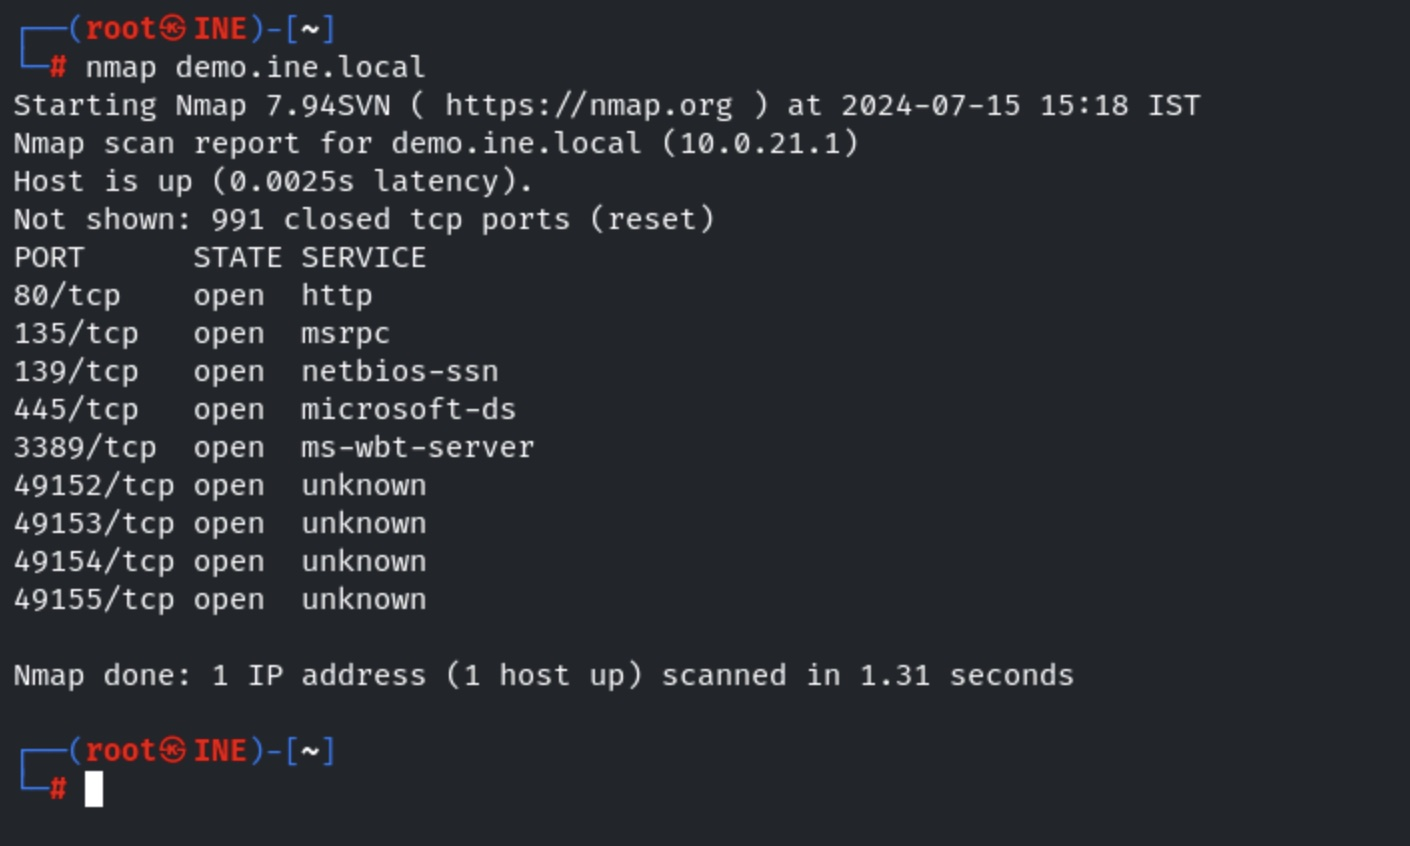 ┌──(root㉿INE)-[~]
└─# nmap demo.ine.local
Starting Nmap 7.94SVN ( https://nmap.org ) at 2024-07-15 15:18 IST
Nmap scan report for demo.ine.local (10.0.21.1)
Host is up (0.0025s latency).
Not shown: 991 closed tcp ports (reset)
PORT      STATE SERVICE
80/tcp    open  http
135/tcp   open  msrpc
139/tcp   open  netbios-ssn
445/tcp   open  microsoft-ds
3389/tcp  open  ms-wbt-server
49152/tcp open  unknown
49153/tcp open  unknown
49154/tcp open  unknown
49155/tcp open  unknown
Nmap done: 1 IP address (1 host up) scanned in 1.31 seconds
┌──(root㉿INE)-[~]
└─#